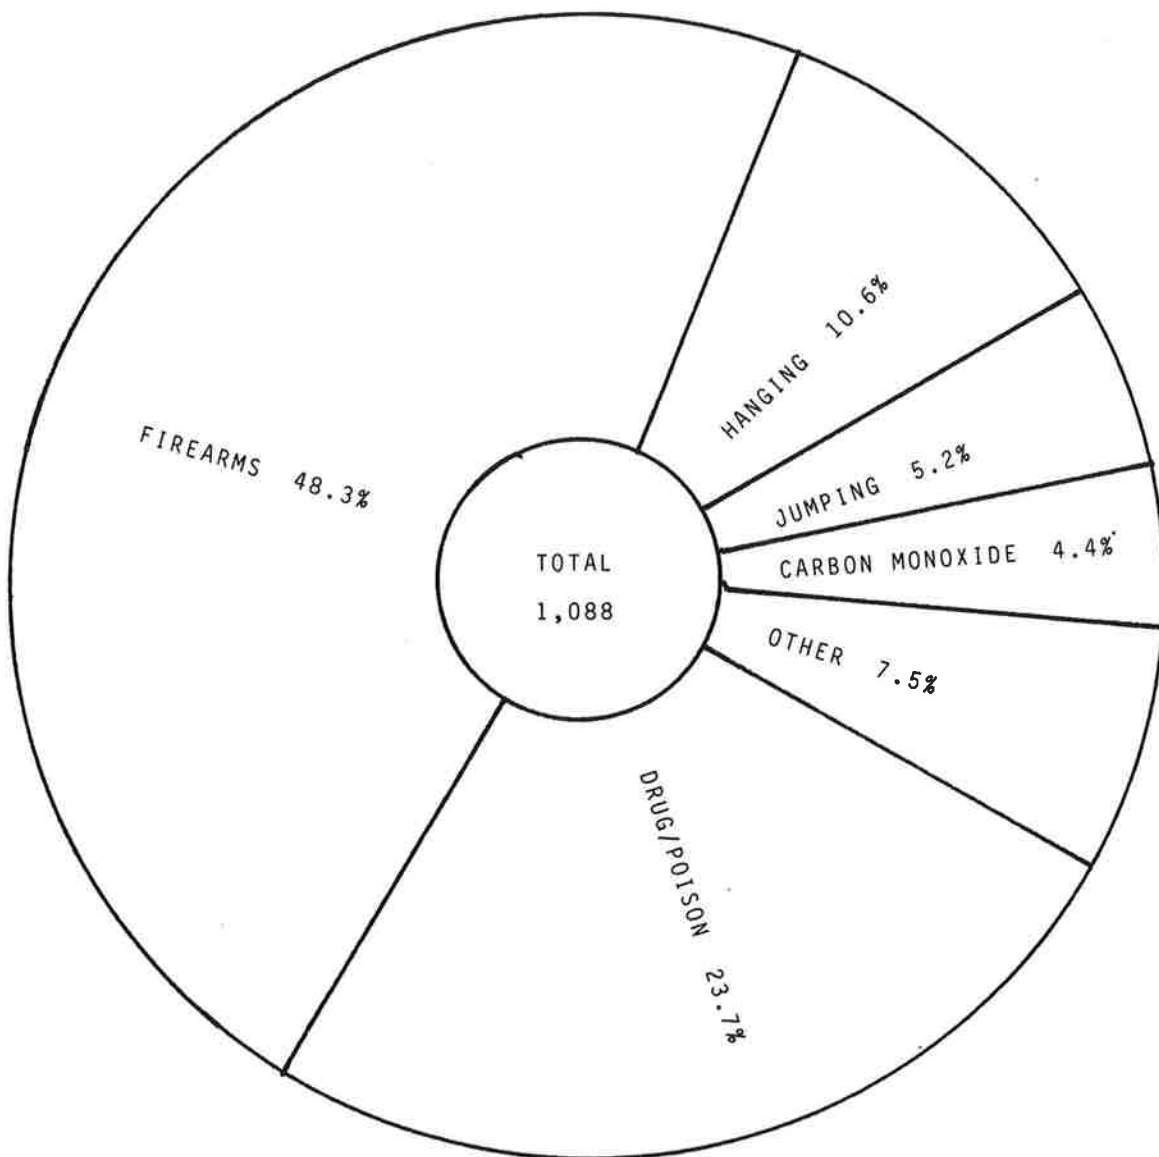 HANGING 10.6%
FIREARMS 48.3%
JUMPING 5.2%
CARBON MONOXIDE 4.4%
TOTAL
1,088
OTHER 7.5%
DRUG/POISON 23.7%